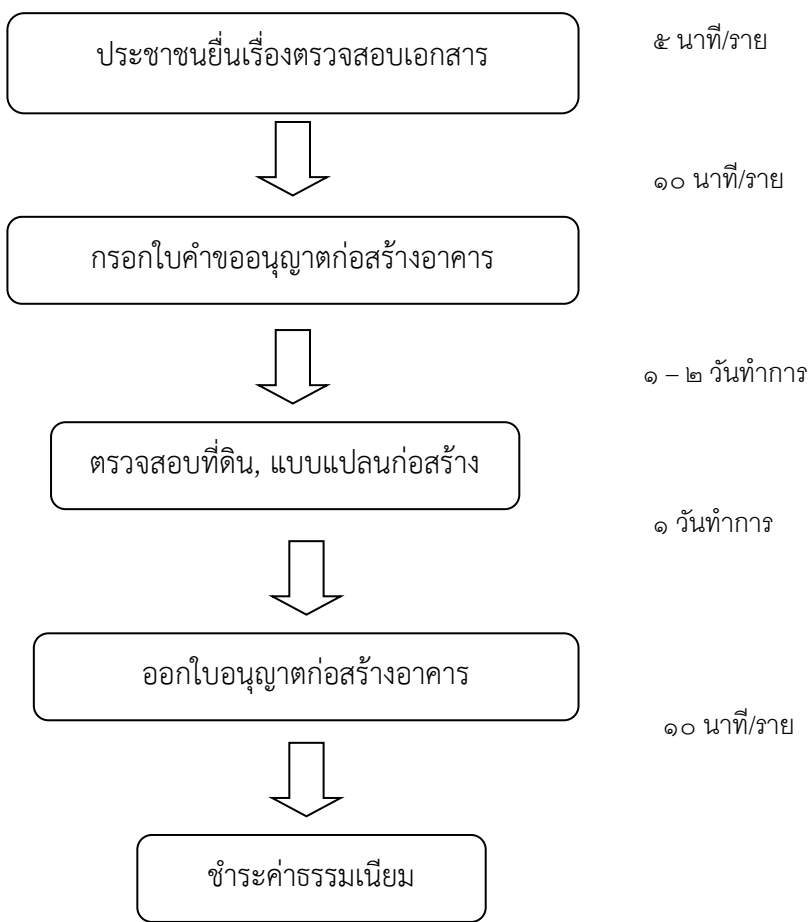 ประชาชนยื่นเรื่องตรวจสอบเอกสาร
๕ นาที/ราย
๑๐ นาที/ราย
กรอกใบคำขออนุญาตก่อสร้างอาคาร
๑ – ๒ วันทำการ
ตรวจสอบที่ดิน, แบบแปลนก่อสร้าง
๑ วันทำการ
ออกใบอนุญาตก่อสร้างอาคาร
๑๐ นาที/ราย
ชำระค่าธรรมเนียม